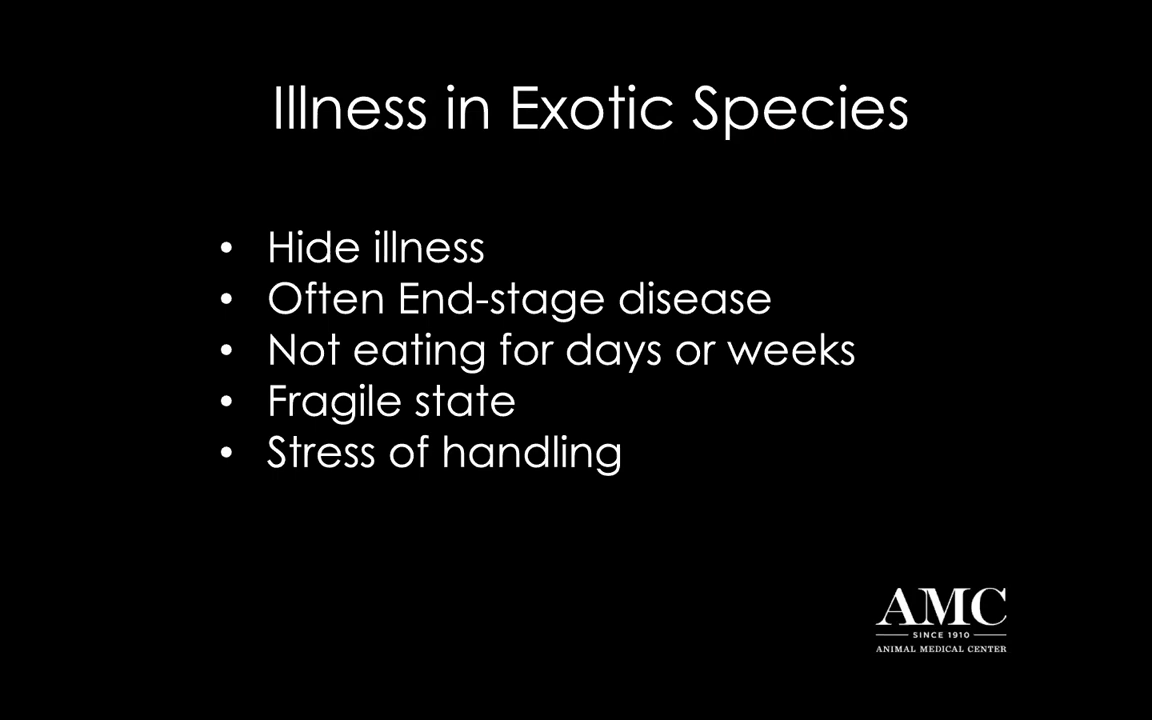 Illness in Exotic Species
• Hide illness
• Often End-stage disease
• Not eating for days or weeks
• Fragile state
• Stress of handling
AMC
SINCE 1910
ANIMAL MEDICAL CENTER